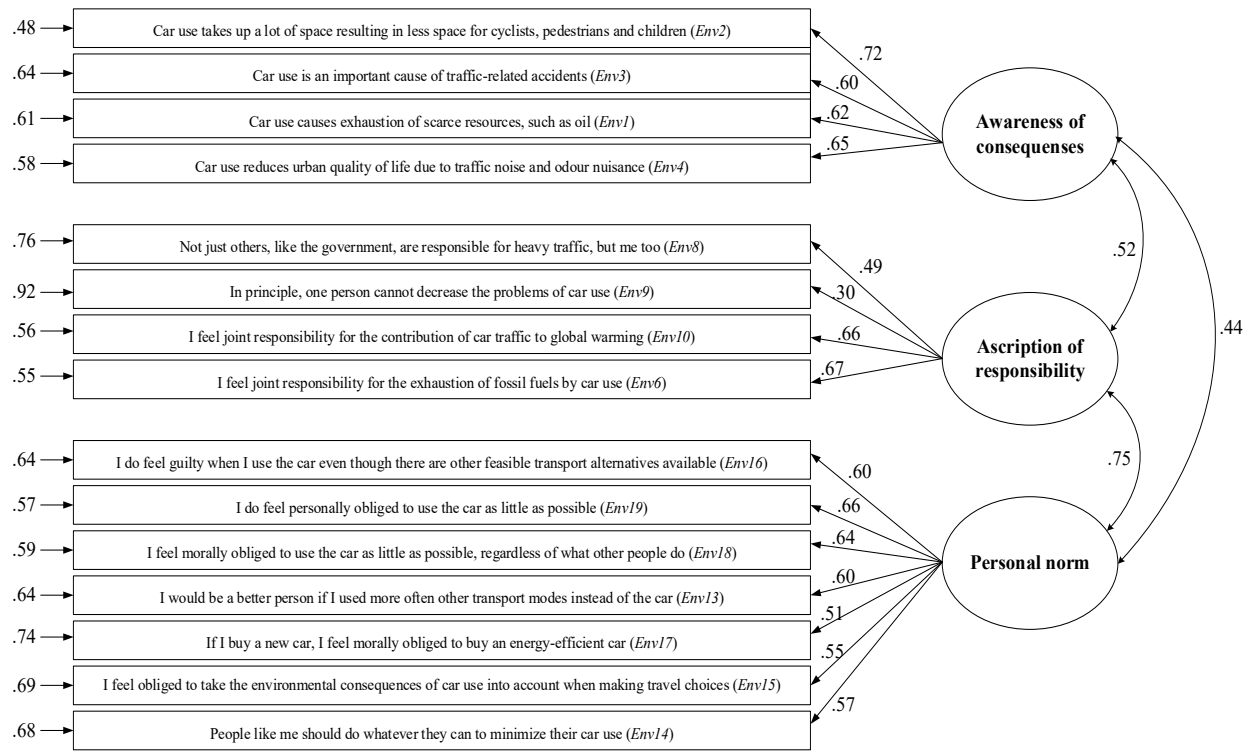 .48
Car use takes up a lot of space resulting in less space for cyclists, pedestrians and children (Env2)
.72
.64
Car use is an important cause of traffic-related accidents (Env3)
.60
.61
Car use causes exhaustion of scarce resources, such as oil (Env1)
.62
.58
Car use reduces urban quality of life due to traffic noise and odour nuisance (Env4)
.65
Awareness of
consequenses
.52
.44
.76
Not just others, like the government, are responsible for heavy traffic, but me too (Env8)
.49
.92
In principle, one person cannot decrease the problems of car use (Env9)
.30
.56
I feel joint responsibility for the contribution of car traffic to global warming (Env10)
.66
.55
I feel joint responsibility for the exhaustion of fossil fuels by car use (Env6)
.67
Ascription of
responsibility
.75
.64
I do feel guilty when I use the car even though there are other feasible transport alternatives available (Env16)
.60
.57
I do feel personally obliged to use the car as little as possible (Env19)
.66
.59
I feel morally obliged to use the car as little as possible, regardless of what other people do (Env18)
.64
.64
I would be a better person if I used more often other transport modes instead of the car (Env13)
.60
.74
If I buy a new car, I feel morally obliged to buy an energy-efficient car (Env17)
.51
.69
I feel obliged to take the environmental consequences of car use into account when making travel choices (Env15)
.55
.68
People like me should do whatever they can to minimize their car use (Env14)
.57
Personal norm